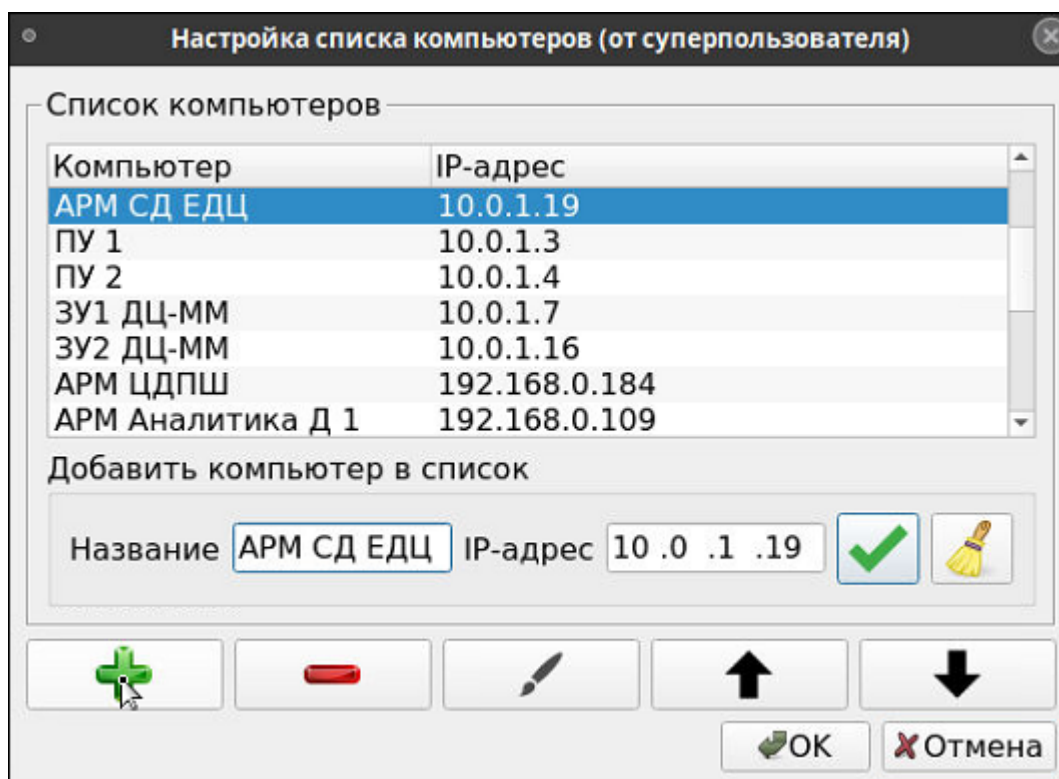 Настройка списка компьютеров (от суперпользователя)
Список компьютеров
Компьютер IP-адрес
АРМ СД ЕДЦ 10.0.1.19
ПУ 1 10.0.1.3
ПУ 2 10.0.1.4
ЗУ1 ДЦ-ММ 10.0.1.7
ЗУ2 ДЦ-ММ 10.0.1.16
АРМ ЦДПШ 192.168.0.184
АРМ Аналитика Д 1 192.168.0.109
Добавить компьютер в список
Название АРМ СД ЕДЦ IP-адрес 10 .0 .1 .19
OK Отмена